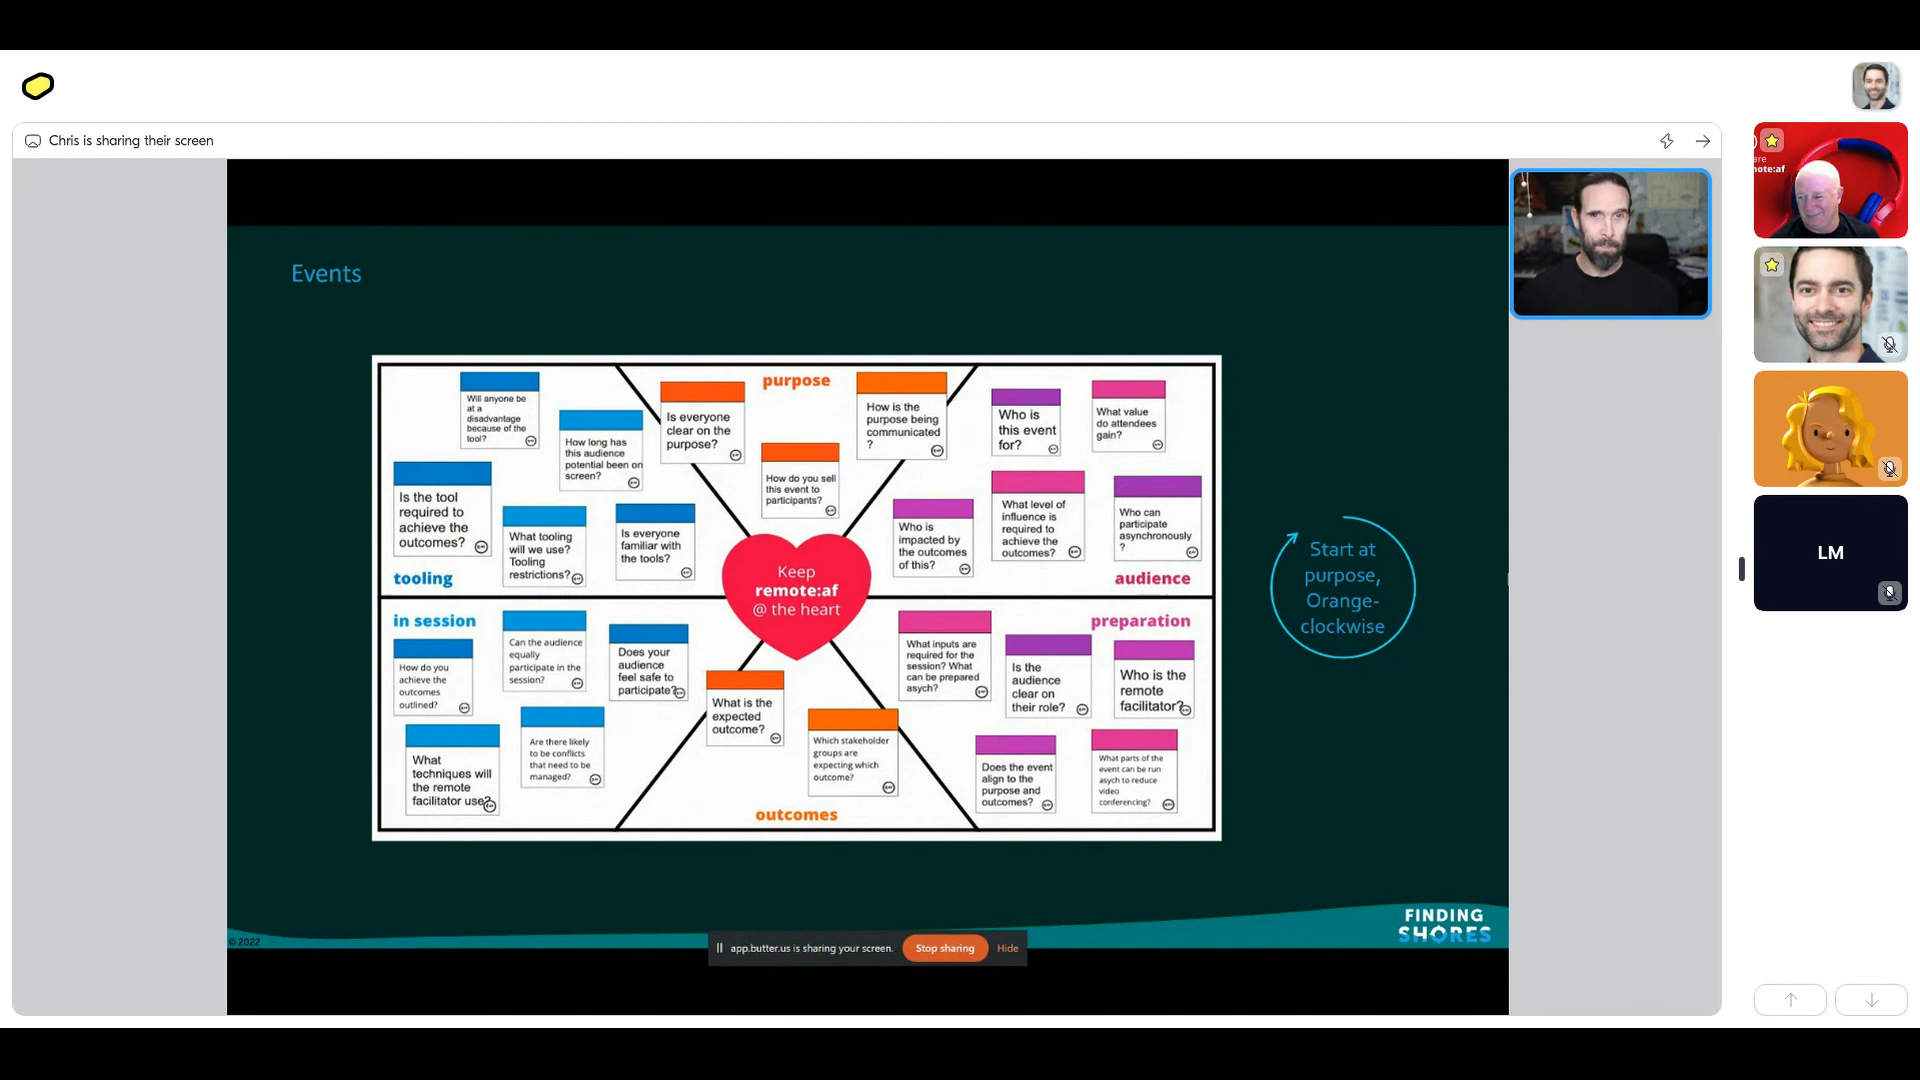 Chris is sharing their screen
are
note:af
Events
purpose
Will anyone be
at a
disadvantage
because of the
tool?
How long has
this audience
potential been on
screen?
Is everyone
clear on the
purpose?
How is the
purpose being
communicated
?
How do you sell
this event to
participants?
Who is
this event
for?
What value
do attendees
gain?
Is the tool
required to
achieve the
outcomes?
What tooling
will we use?
Tooling
restrictions?
Is everyone
familiar with
the tools?
tooling
Who is
impacted by
the outcomes
of this?
What level of
influence is
required to
achieve the
outcomes?
Who can
participate
asynchronously
?
audience
Keep
remote:af
@ the heart
Start at
purpose,
Orange-
clockwise
in session
How do you
achieve the
outcomes
outlined?
Can the audience
equally
participate in the
session?
Does your
audience
feel safe to
participate?
What
techniques will
the remote
facilitator use?
Are there likely
to be conflicts
that need to be
managed?
What is the
expected
outcome?
Which stakeholder
groups are
expecting which
outcome?
outcomes
preparation
What inputs are
required for the
session? What
can be prepared
asych?
Is the
audience
clear on
their role?
Who is the
remote
facilitator?
Does the event
align to the
purpose and
outcomes?
What parts of the
event can be run
asych to reduce
video
conferencing?
LM
FINDING
SHORES
© 2022
app.butter.us is sharing your screen.
Stop sharing
Hide